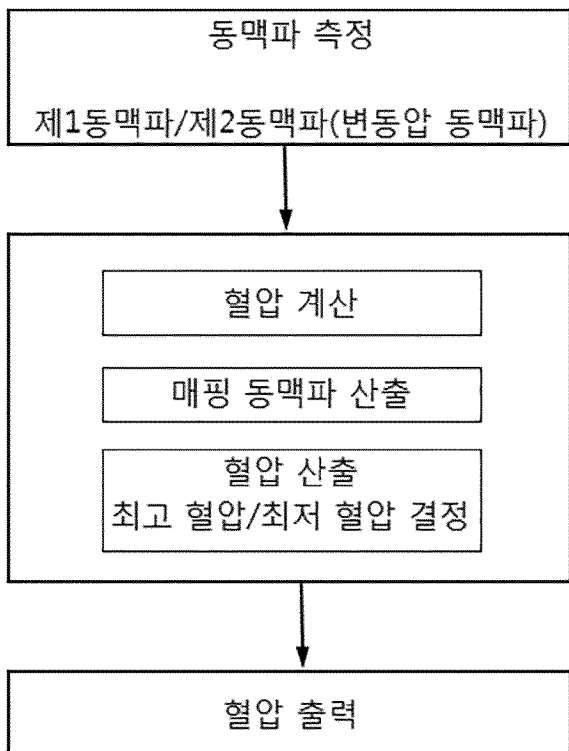 동맥파 측정
제1동맥파/제2동맥파(변동압 동맥파)
혈압 계산
매핑 동맥파 산출
혈압 산출
최고 혈압/최저 혈압 결정
혈압 출력